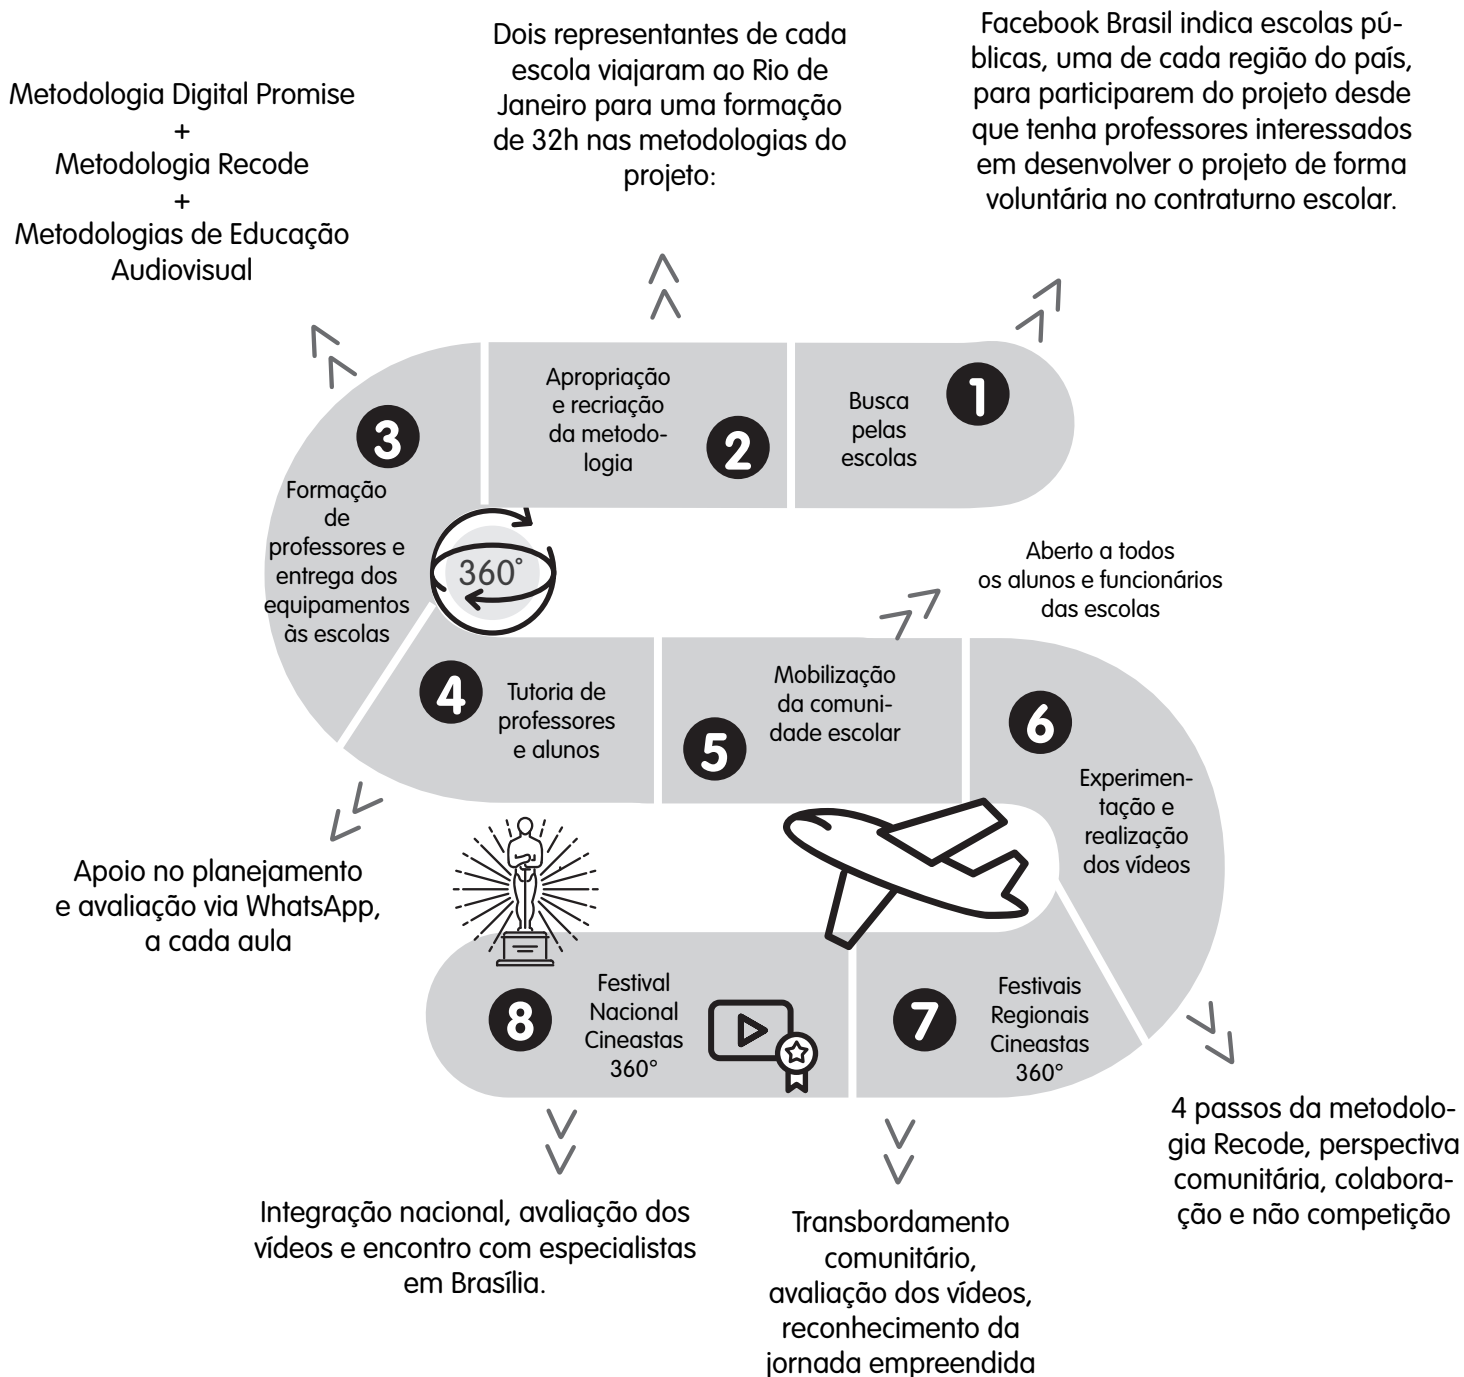 Facebook Brasil indica escolas pú-
blicas, uma de cada região do país,
para participarem do projeto desde
que tenha professores interessados
em desenvolver o projeto de forma
voluntária no contraturno escolar.
1
Busca
pelas
escolas
Dois representantes de cada
escola viajaram ao Rio de
Janeiro para uma formação
de 32h nas metodologias do
projeto:
2
Apropriação
e recriação
da metodo-
logia
Metodologia Digital Promise
+
Metodologia Recode
+
Metodologias de Educação
Audiovisual
3
Formação
de
professores e
entrega dos
equipamentos
às escolas
360°
4
Tutoria de
professores
e alunos
Apoio no planejamento
e avaliação via WhatsApp,
a cada aula
5
Mobilização
da comuni-
dade escolar
Aberto a todos
os alunos e funcionários
das escolas
6
Experimen-
tação e
realização
dos vídeos
4 passos da metodolo-
gia Recode, perspectiva
comunitária, colabora-
ção e não competição
7
Festivais
Regionais
Cineastas
360°
Transbordamento
comunitário,
avaliação dos vídeos,
reconhecimento da
jornada empreendida
8
Festival
Nacional
Cineastas
360°
Integração nacional, avaliação dos
vídeos e encontro com especialistas
em Brasília.